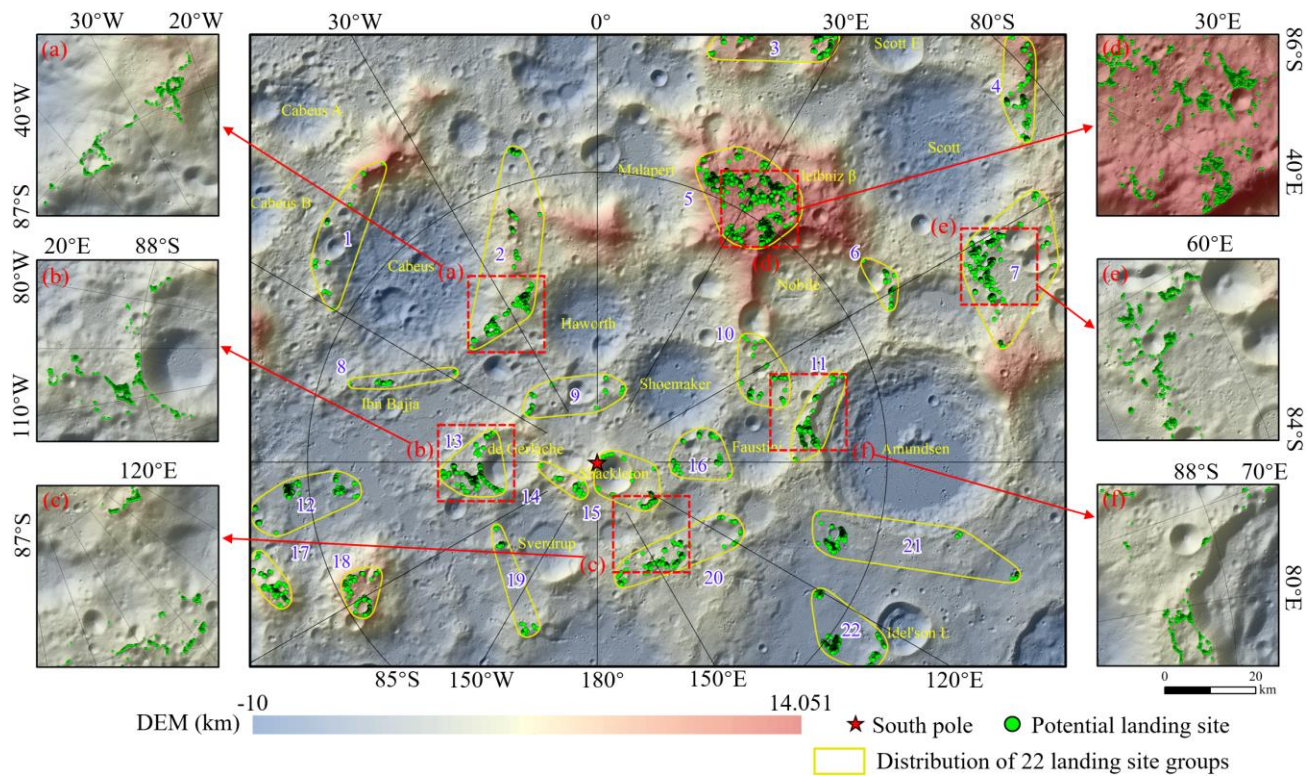 30°W 20°W
(a)
40°W
87°S
30°W 0° 30°E 80°S
30°E
(d)
86°S
40°E
Cabeus A
Scott E
3
4
Scott
Malapert
leibniz β
5
Cabeus B
1
2
Cabeus
(a)
(d)
6
(e)
7
Nobile
Haworth
20°E 88°S
(b)
80°W
110°W
60°E
(e)
84°S
8
Ibn Bajja
9
Shoemaker
10
11
13
de Gerlache
(b)
Faustini
16
(f)
Amundsen
Shackleton
14
15
12
17
18
Sverdrup
19
(c)
20
21
22
Idel'son L
120°E
(c)
87°S
88°S 70°E
(f)
80°E
0 20
km
85°S 150°W 180° 150°E 120°E
-10 14.051
DEM (km)
South pole Potential landing site
Distribution of 22 landing site groups